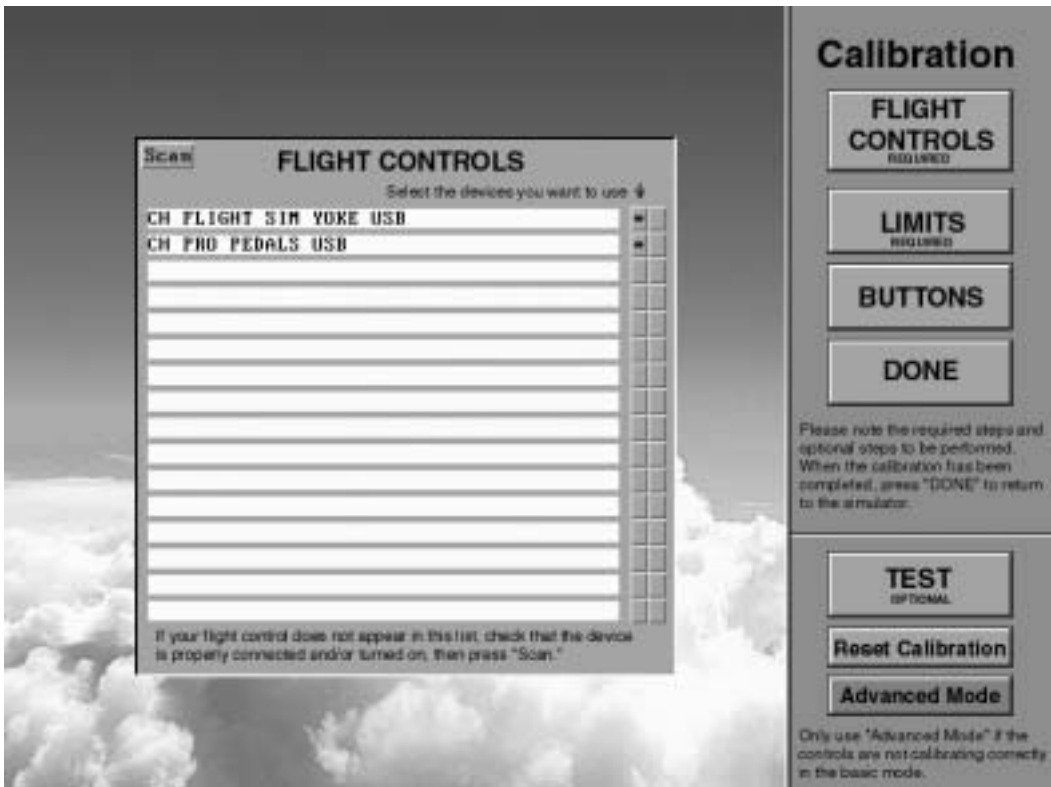 Scan
FLIGHT CONTROLS
Select the devices you want to use
CH FLIGHT SIM YOKE USB
CH PRO PEDALS USB
If your flight control does not appear in this list, check that the device
is properly connected and/or turned on, then press "Scan."
Calibration
FLIGHT
CONTROLS
REQUIRED
LIMITS
REQUIRED
BUTTONS
DONE
Please note the required steps and
optional steps to be performed.
When the calibration has been
completed, press "DONE" to return
to the simulator.
TEST
OPTIONAL
Reset Calibration
Advanced Mode
Only use "Advanced Mode" if the
controls are not calibrating correctly
in the basic mode.